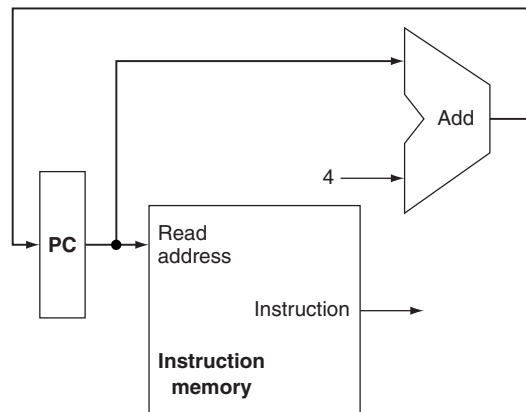 Add
4
PC
Read
address
Instruction
Instruction
memory